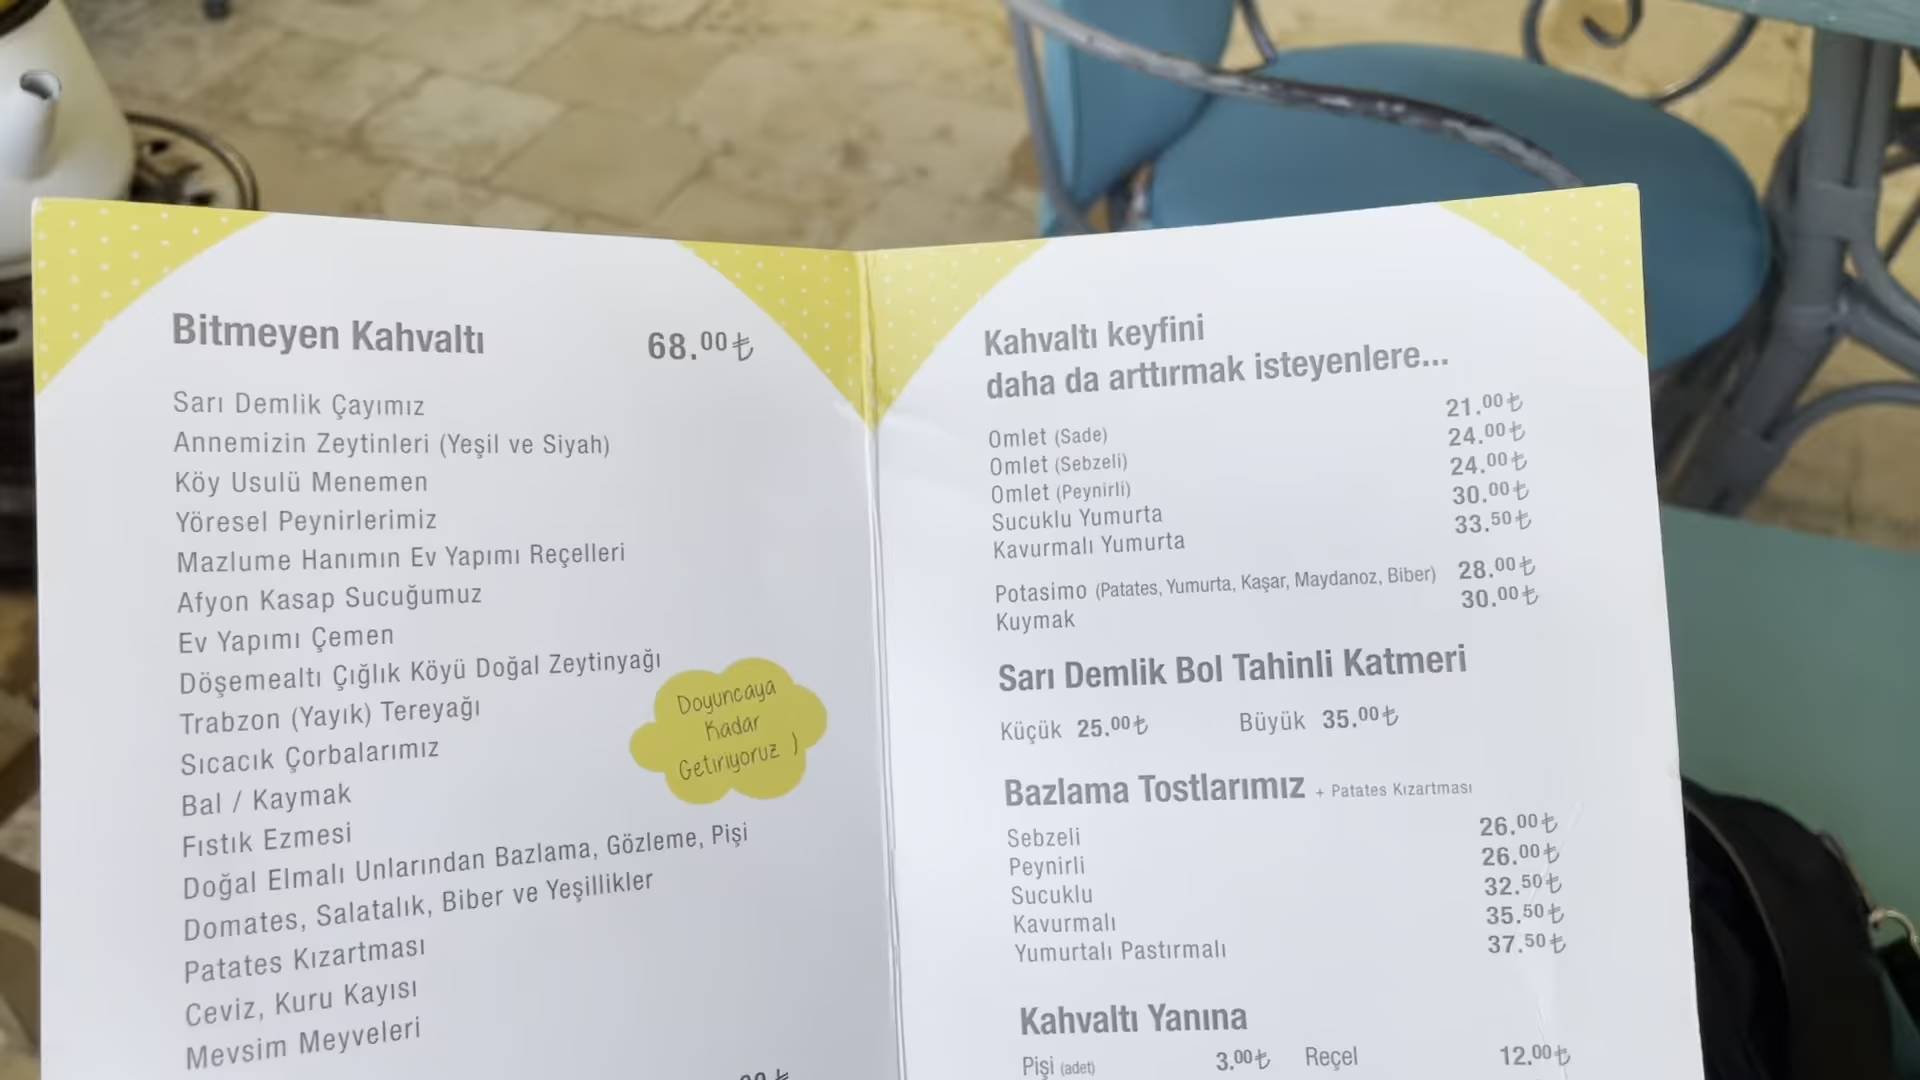 Bitmeyen Kahvaltı 68.00₺
Sarı Demlik Çayımız
Annemizin Zeytinleri (Yeşil ve Siyah)
Köy Usulü Menemen
Yöresel Peynirlerimiz
Mazlume Hanımın Ev Yapımı Reçelleri
Afyon Kasap Sucuğumuz
Ev Yapımı Çemen
Döşemealtı Çığlık Köyü Doğal Zeytinyağı
Trabzon (Yayık) Tereyağı
Sıcacık Çorbalarımız
Bal / Kaymak
Fıstık Ezmesi
Doğal Elmalı Unlarından Bazlama, Gözleme, Pişi
Domates, Salatalık, Biber ve Yeşillikler
Patates Kızartması
Ceviz, Kuru Kayısı
Mevsim Meyveleri
Doyuncaya
Kadar
Getiriyoruz )
Kahvaltı keyfini
daha da arttırmak isteyenlere...
Omlet (Sade) 21.00₺
Omlet (Sebzeli) 24.00₺
Omlet (Peynirli) 24.00₺
Sucuklu Yumurta 30.00₺
Kavurmalı Yumurta 33.50₺
Potasimo (Patates, Yumurta, Kaşar, Maydanoz, Biber) 28.00₺
Kuymak 30.00₺
Sarı Demlik Bol Tahinli Katmeri
Küçük 25.00₺ Büyük 35.00₺
Bazlama Tostlarımız + Patates Kızartması
Sebzeli 26.00₺
Peynirli 26.00₺
Sucuklu 32.50₺
Kavurmalı 35.50₺
Yumurtalı Pastırmalı 37.50₺
Kahvaltı Yanına
Pişi (adet) 3.00₺ Reçel 12.00₺